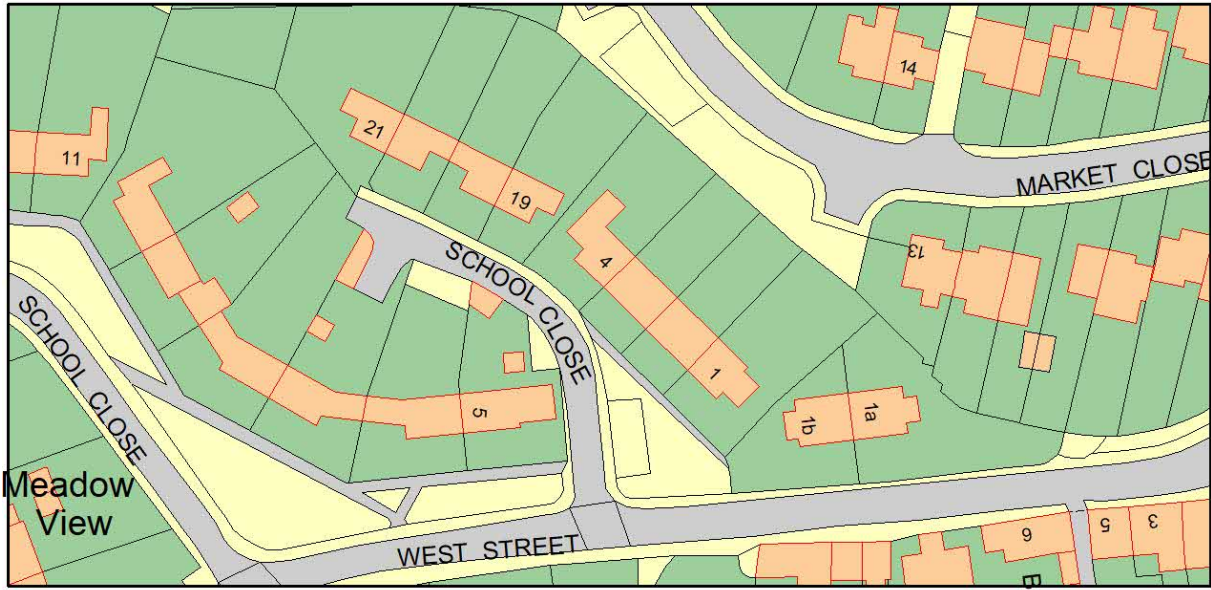 14
21
11
MARKET CLOSE
19
13
4
SCHOOL CLOSE
SCHOOL CLOSE
1
1a
1b
5
Meadow
View
WEST STREET
6
5
3
B